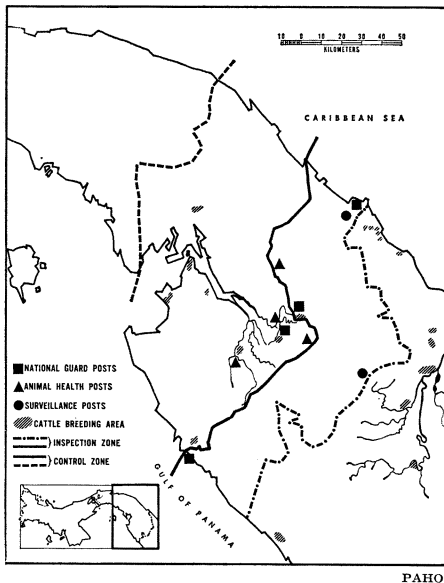 10 0 10 20 30 40 50
KILOMETERS
CARIBBEAN SEA
NATIONAL GUARD POSTS
ANIMAL HEALTH POSTS
SURVEILLANCE POSTS
CATTLE BREEDING AREA
INSPECTION ZONE
CONTROL ZONE
GULF OF PANAMA
PAHO